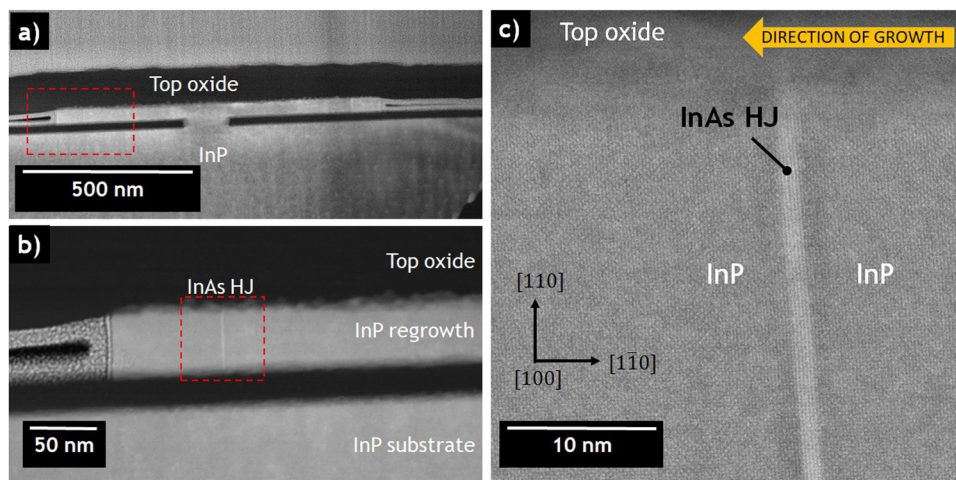 a)
Top oxide
InP
500 nm
b)
Top oxide
InAs HJ
InP regrowth
50 nm
InP substrate
c)
Top oxide
DIRECTION OF GROWTH
InAs HJ
InP
InP
[110]
[11̅0]
[100]
10 nm